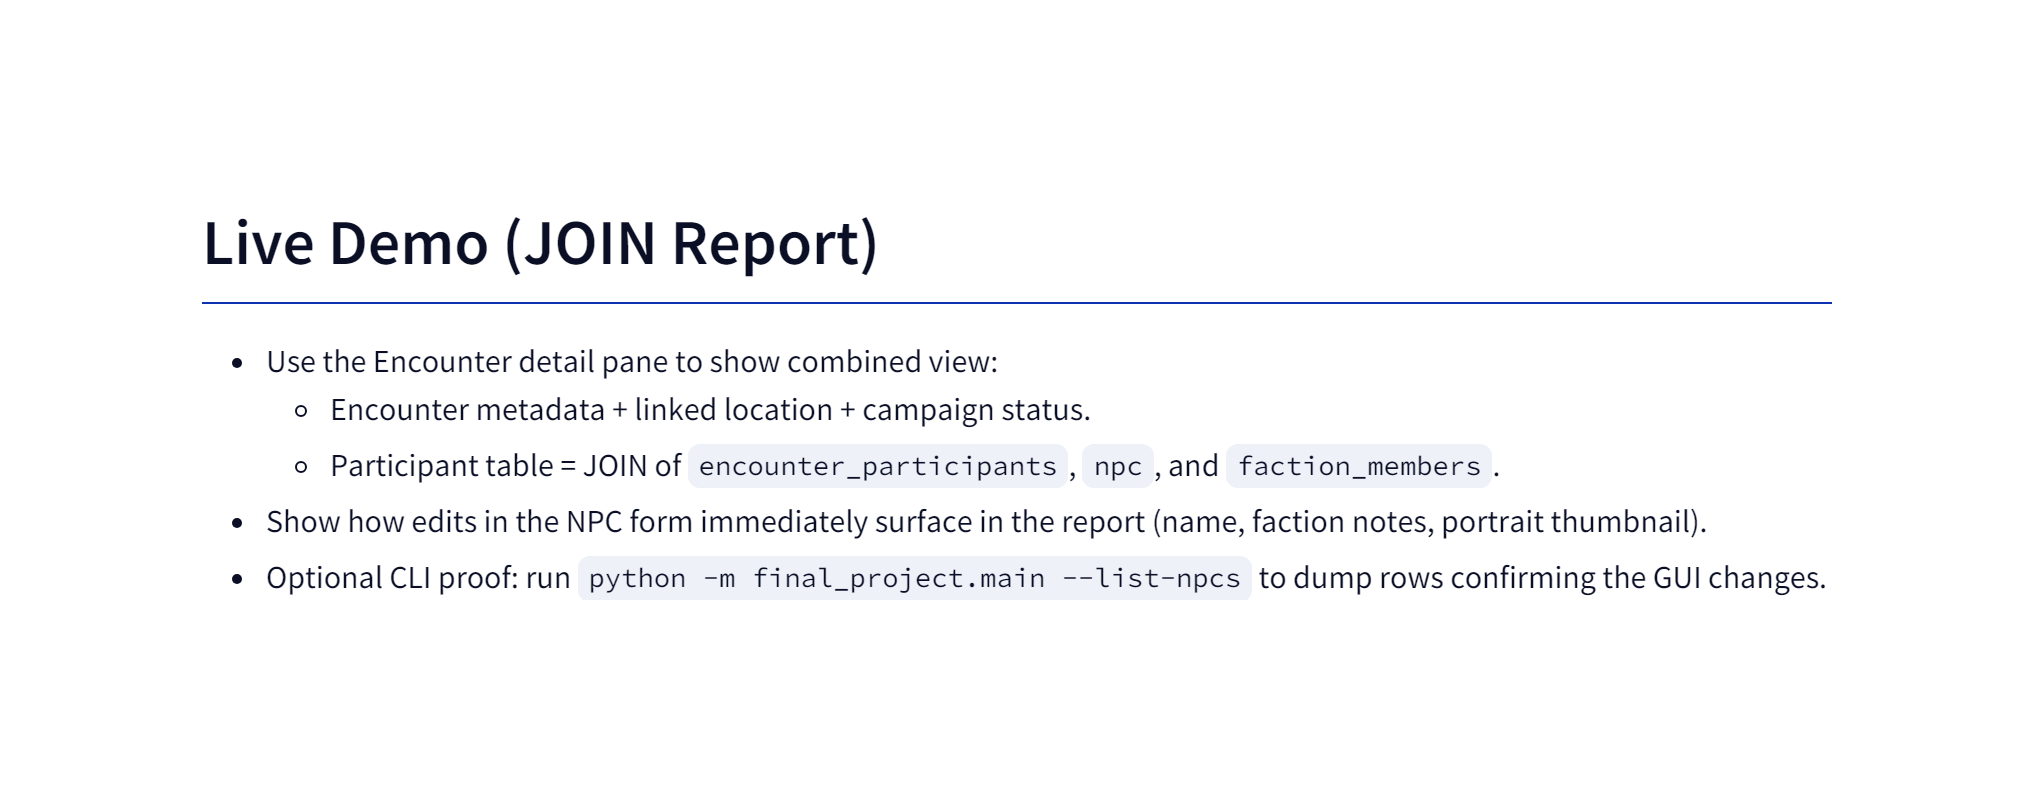 Live Demo (JOIN Report)
Use the Encounter detail pane to show combined view:
Encounter metadata + linked location + campaign status.
Participant table = JOIN of encounter_participants, npc, and faction_members.
Show how edits in the NPC form immediately surface in the report (name, faction notes, portrait thumbnail).
Optional CLI proof: run python -m final_project.main --list-npcs to dump rows confirming the GUI changes.